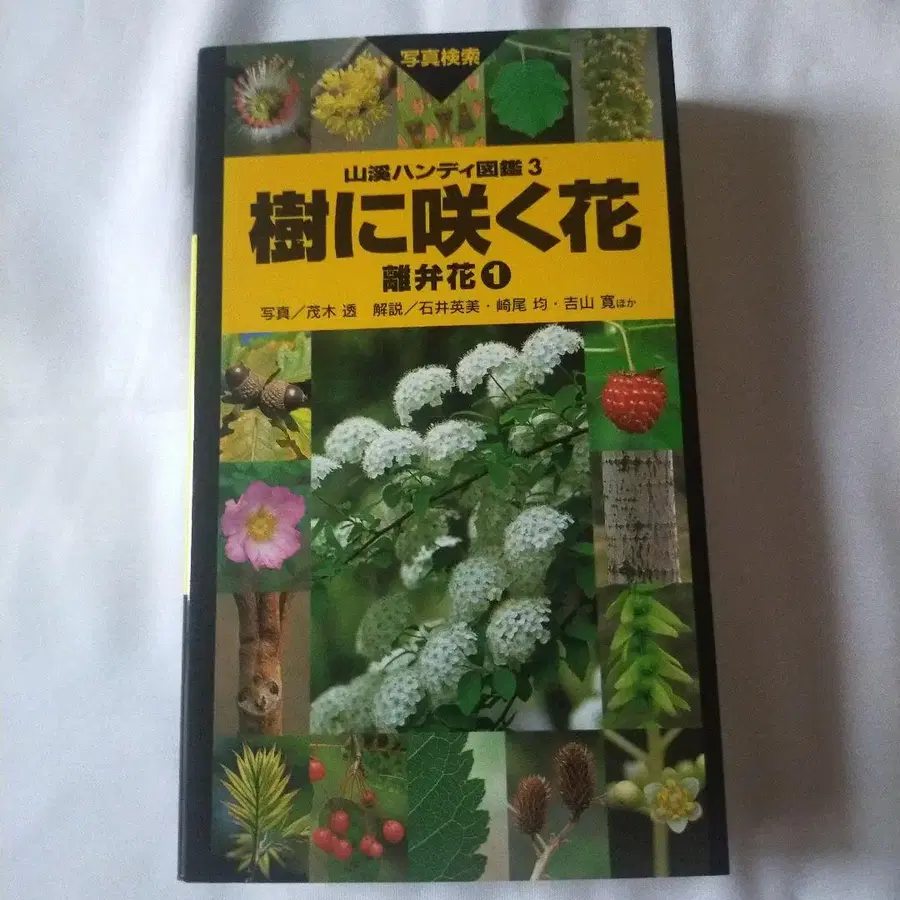 写真検索
山溪ハンディ図鑑3
樹に咲く花
離弁花❶
写真／茂木 透 解説／石井英美・崎尾 均・吉山 寛ほか